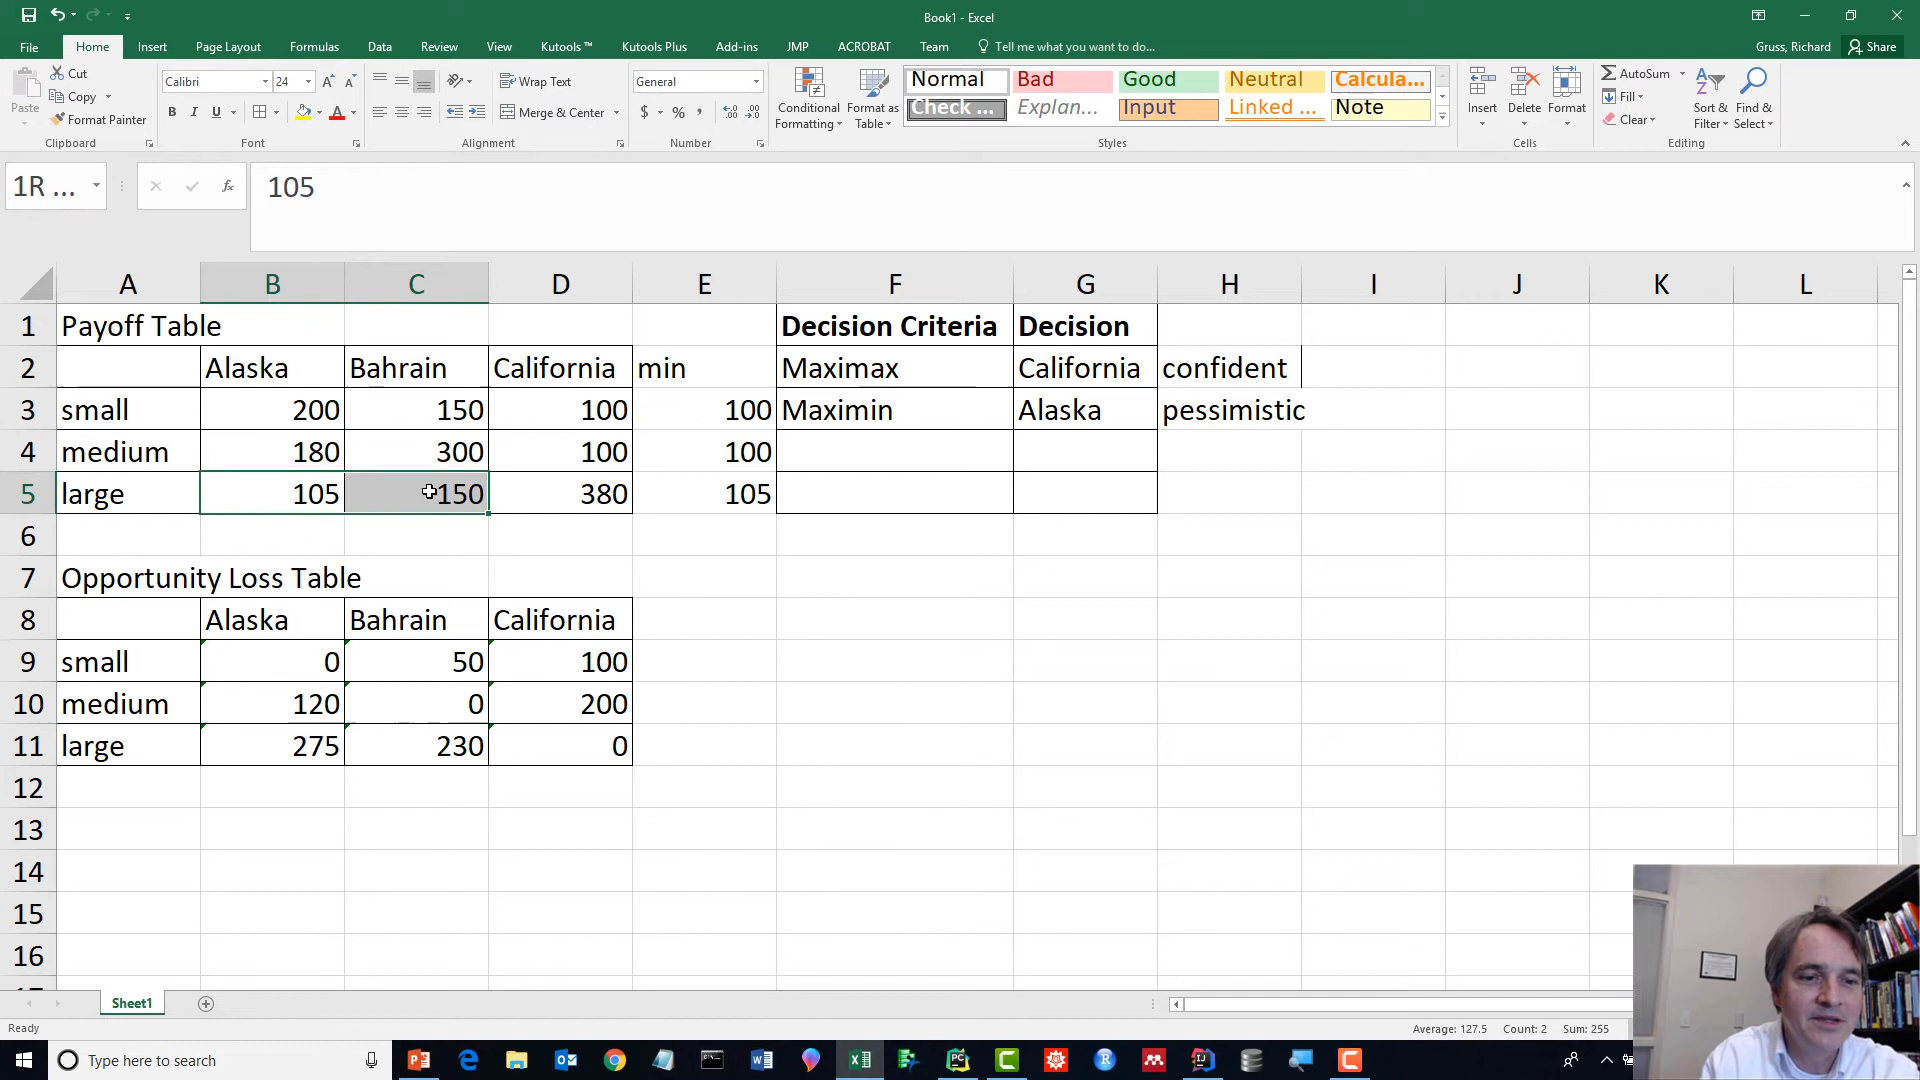 Book1 - Excel
File Home Insert Page Layout Formulas Data Review View Kutools ™ Kutools Plus Add-ins JMP ACROBAT Team Tell me what you want to do... Gruss, Richard Share
Paste
Cut
Copy
Format Painter
Clipboard
Calibri 24
B I U
Font
Wrap Text
Merge & Center
Alignment
General
$ % ,
Number
Conditional Formatting
Format as Table
Normal Bad Good Neutral Calcula...
Check ... Explan... Input Linked ... Note
Styles
Insert Delete Format
Cells
AutoSum
Fill
Clear
Sort & Filter
Find & Select
Editing
1R ... fx 105
A B C D E F G H I J K L
1 Payoff Table Decision Criteria Decision
2 Alaska Bahrain California min Maximax California confident
3 small 200 150 100 100 Maximin Alaska pessimistic
4 medium 180 300 100 100
5 large 105 150 380 105
6
7 Opportunity Loss Table
8 Alaska Bahrain California
9 small 0 50 100
10 medium 120 0 200
11 large 275 230 0
12
13
14
15
16
Sheet1
Ready Average: 127.5 Count: 2 Sum: 255
Type here to search